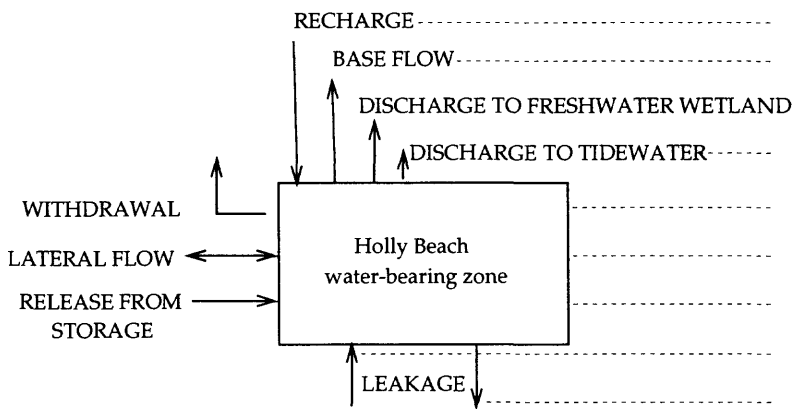 RECHARGE
BASE FLOW
DISCHARGE TO FRESHWATER WETLAND
DISCHARGE TO TIDEWATER
WITHDRAWAL
LATERAL FLOW
RELEASE FROM
STORAGE
Holly Beach
water-bearing zone
LEAKAGE